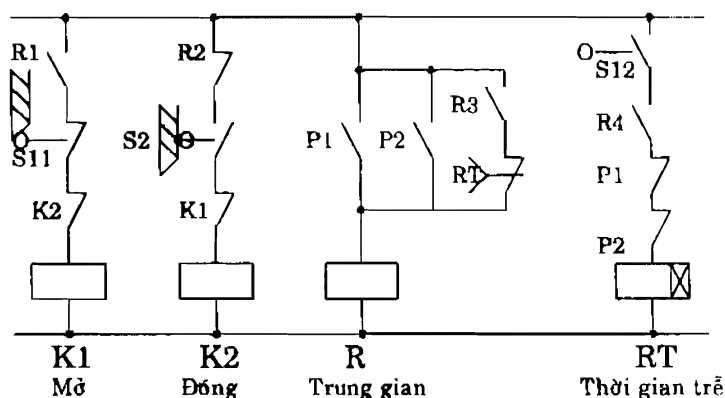 R1
R2
S12
R3
S11
S2
P1
P2
R4
RT
P1
K2
K1
P2
K1
K2
R
RT
Mở
Đóng
Trung gian
Thời gian trễ